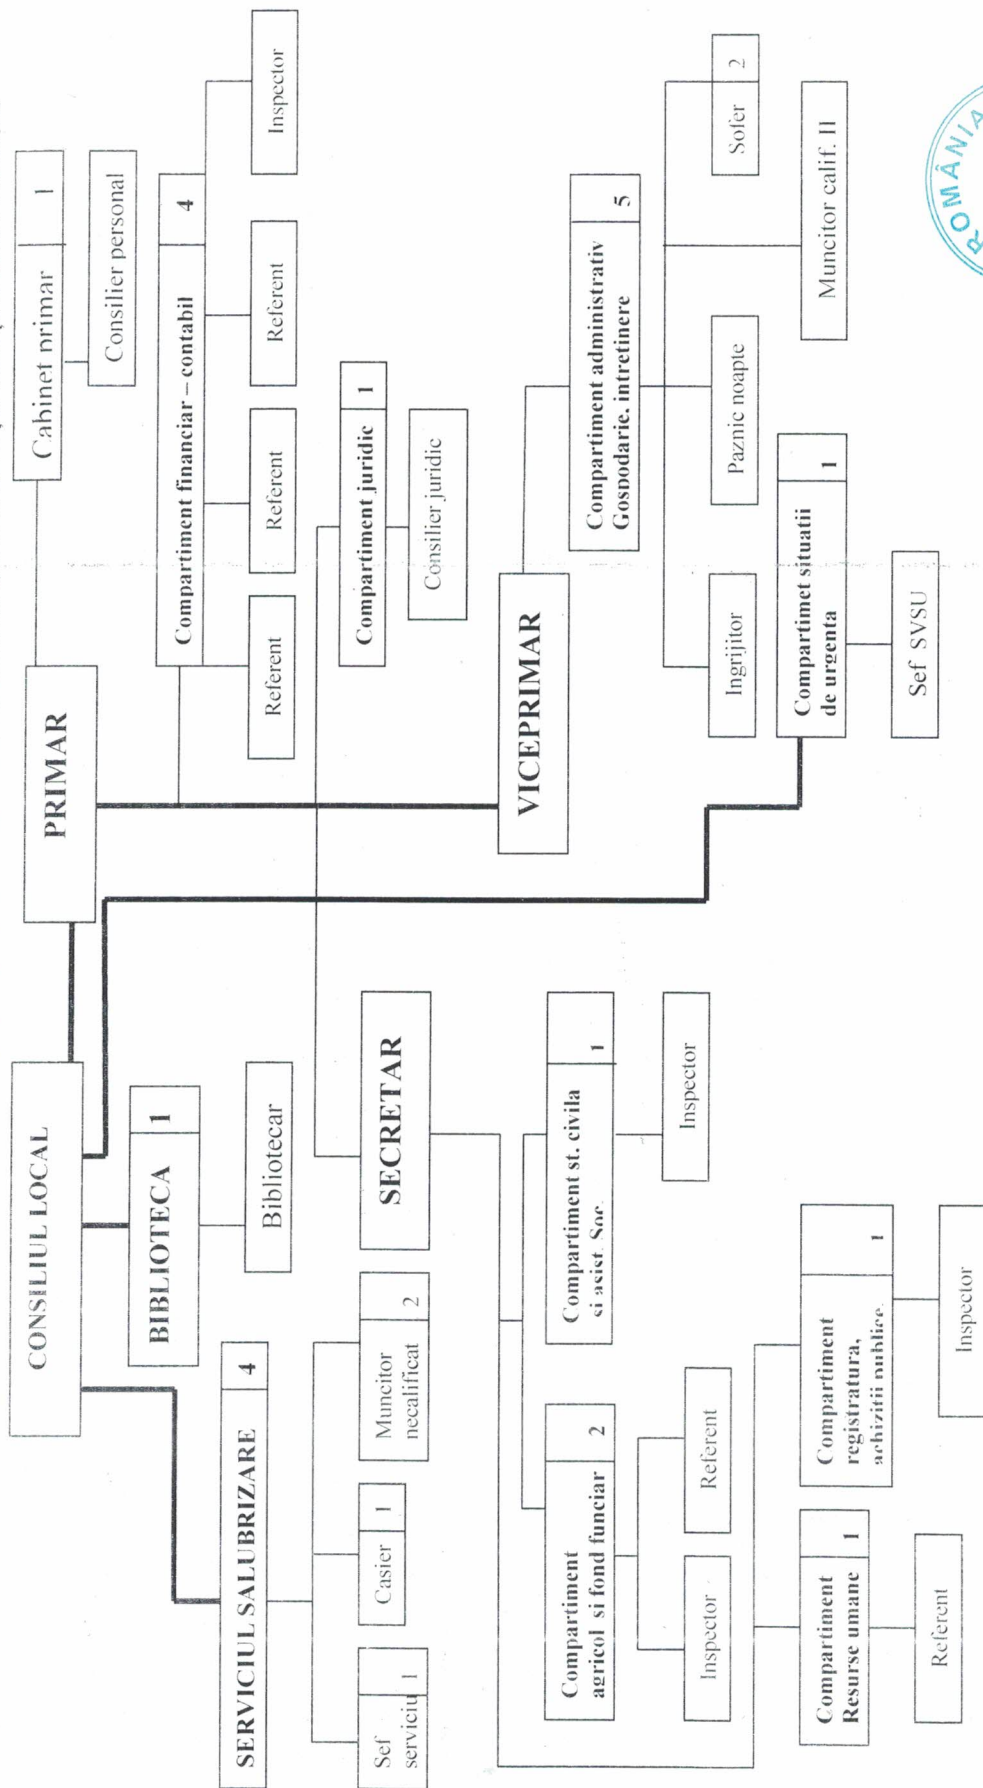 CONSILIUL LOCAL
PRIMAR
Cabinet primar 1
Consilier personal
BIBLIOTECA 1
Bibliotecar
Compartiment financiar – contabil 4
Referent
Referent
Referent
Inspector
SERVICIUL SALUBRIZARE 4
Sef
serviciu 1
Casier 1
Muncitor
necalificat 2
SECRETAR
Compartiment juridic 1
Consilier juridic
VICEPRIMAR
Compartiment
agricol si fond funciar 2
Inspector
Referent
Compartiment st. civila
si asist. Soc. 1
Inspector
Compartiment administrativ
Gospodarie, intretinere 5
Ingrijitor
Paznic noapte
Muncitor calif. II
Sofer 2
Compartiment
Resurse umane 1
Referent
Compartiment
registratura,
achizitii publice 1
Inspector
Compartimet situatii
de urgenta 1
Sef SVSU
ROMÂNIA